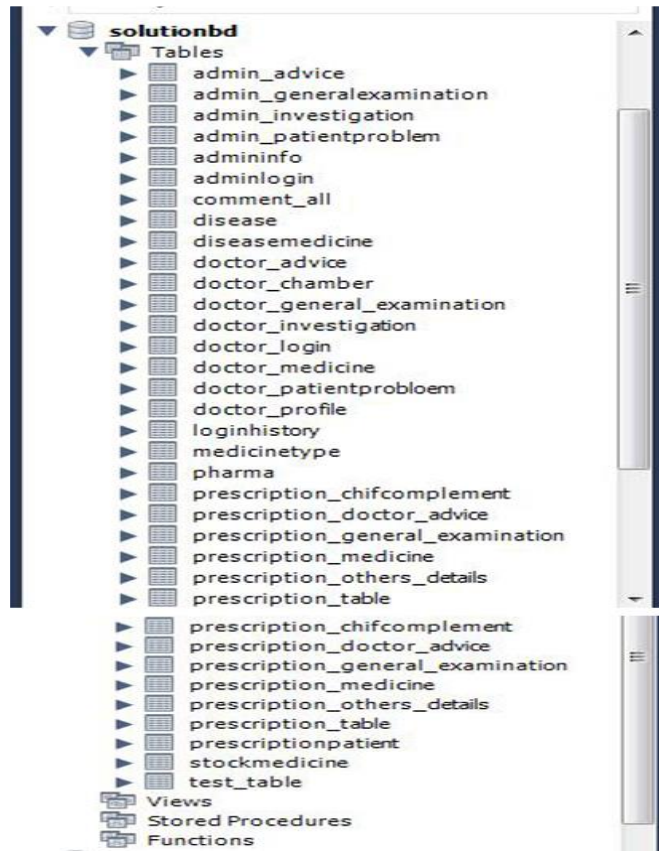 solutionbd
Tables
admin_advice
admin_generalexamination
admin_investigation
admin_patientproblem
admininfo
adminlogin
comment_all
disease
diseasemedicine
doctor_advice
doctor_chamber
doctor_general_examination
doctor_investigation
doctor_login
doctor_medicine
doctor_patientprobloem
doctor_profile
loginhistory
medicinetype
pharma
prescription_chifcomplement
prescription_doctor_advice
prescription_general_examination
prescription_medicine
prescription_others_details
prescription_table
prescription_chifcomplement
prescription_doctor_advice
prescription_general_examination
prescription_medicine
prescription_others_details
prescription_table
prescriptionpatient
stockmedicine
test_table
Views
Stored Procedures
Functions